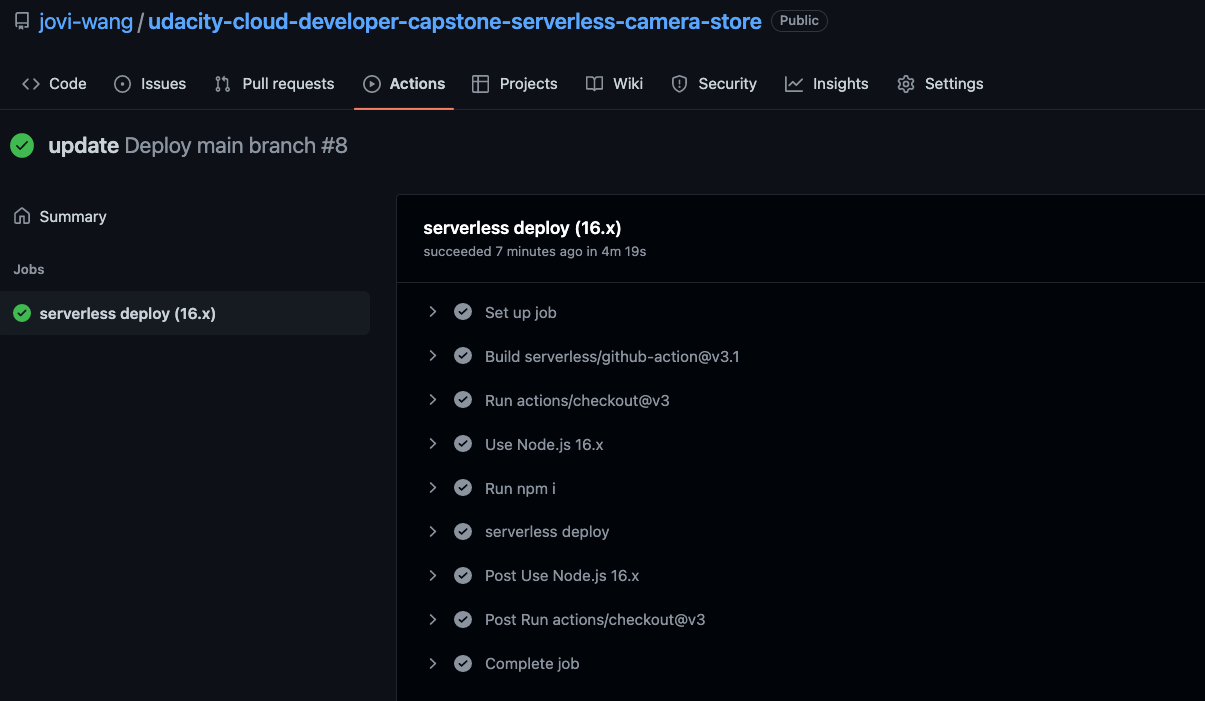 jovi-wang / udacity-cloud-developer-capstone-serverless-camera-store Public
Code Issues Pull requests Actions Projects Wiki Security Insights Settings
update Deploy main branch #8
Summary
Jobs
serverless deploy (16.x)
serverless deploy (16.x)
succeeded 7 minutes ago in 4m 19s
Set up job
Build serverless/github-action@v3.1
Run actions/checkout@v3
Use Node.js 16.x
Run npm i
serverless deploy
Post Use Node.js 16.x
Post Run actions/checkout@v3
Complete job